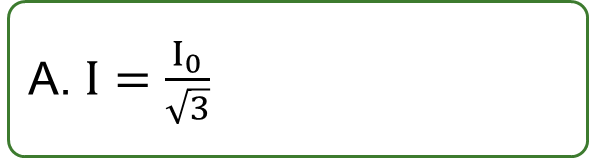 A. I = I₀/√3